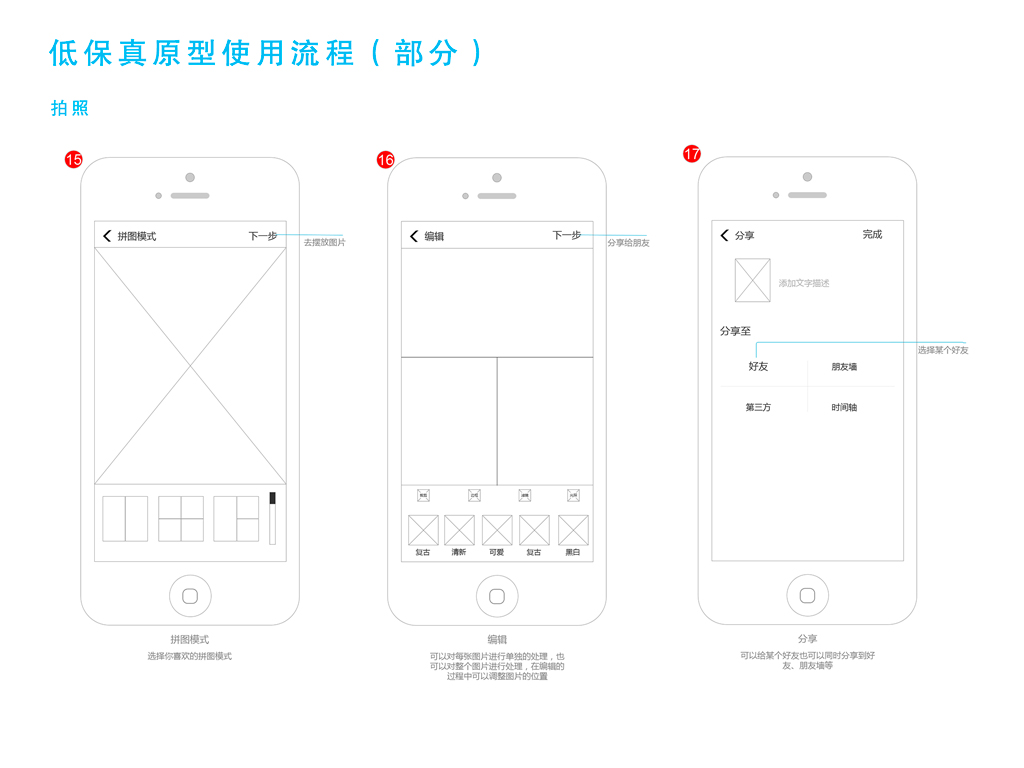 低保真原型使用流程（部分）
拍照
15
拼图模式
下一步
去摆放图片
拼图模式
选择你喜欢的拼图模式
16
编辑
下一步
分享给朋友
复古
清新
可爱
复古
黑白
编辑
可以对每张图片进行单独的处理，也
可以对整个图片进行处理，在编辑的
过程中可以调整图片的位置
17
分享
完成
添加文字描述
分享至
选择某个好友
好友
朋友墙
第三方
时间轴
分享
可以给某个好友也可以同时分享到好
友、朋友墙等